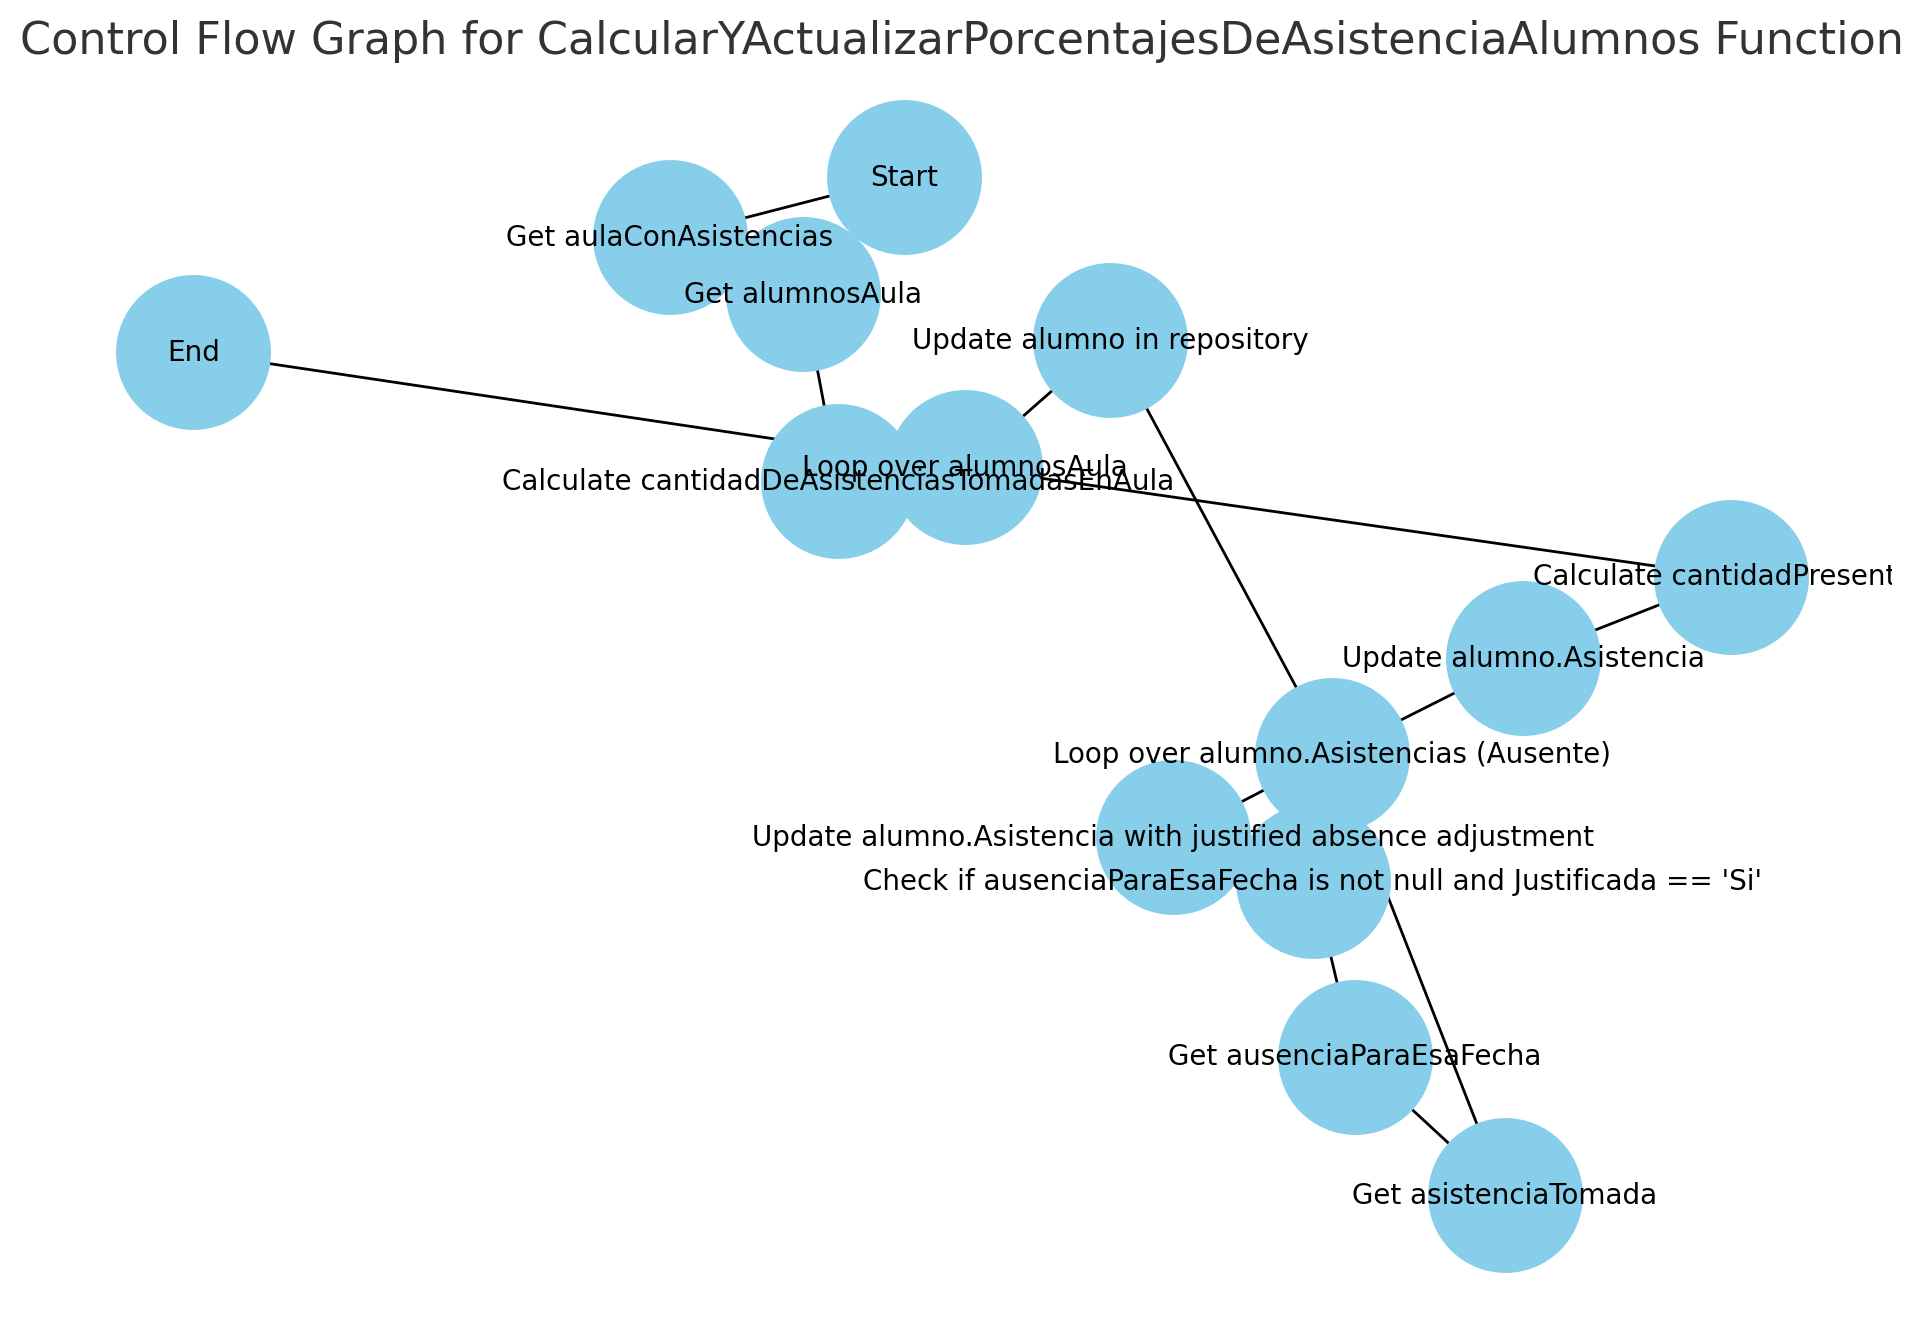 Control Flow Graph for CalcularYActualizarPorcentajesDeAsistenciaAlumnos Function
Start
Get aulaConAsistencias
Get alumnosAula
Update alumno in repository
End
Loop over alumnosAula
Calculate cantidadDeAsistenciasTomadasEnAula
Calculate cantidadPresent
Update alumno.Asistencia
Loop over alumno.Asistencias (Ausente)
Update alumno.Asistencia with justified absence adjustment
Check if ausenciaParaEsaFecha is not null and Justificada == 'Si'
Get ausenciaParaEsaFecha
Get asistenciaTomada